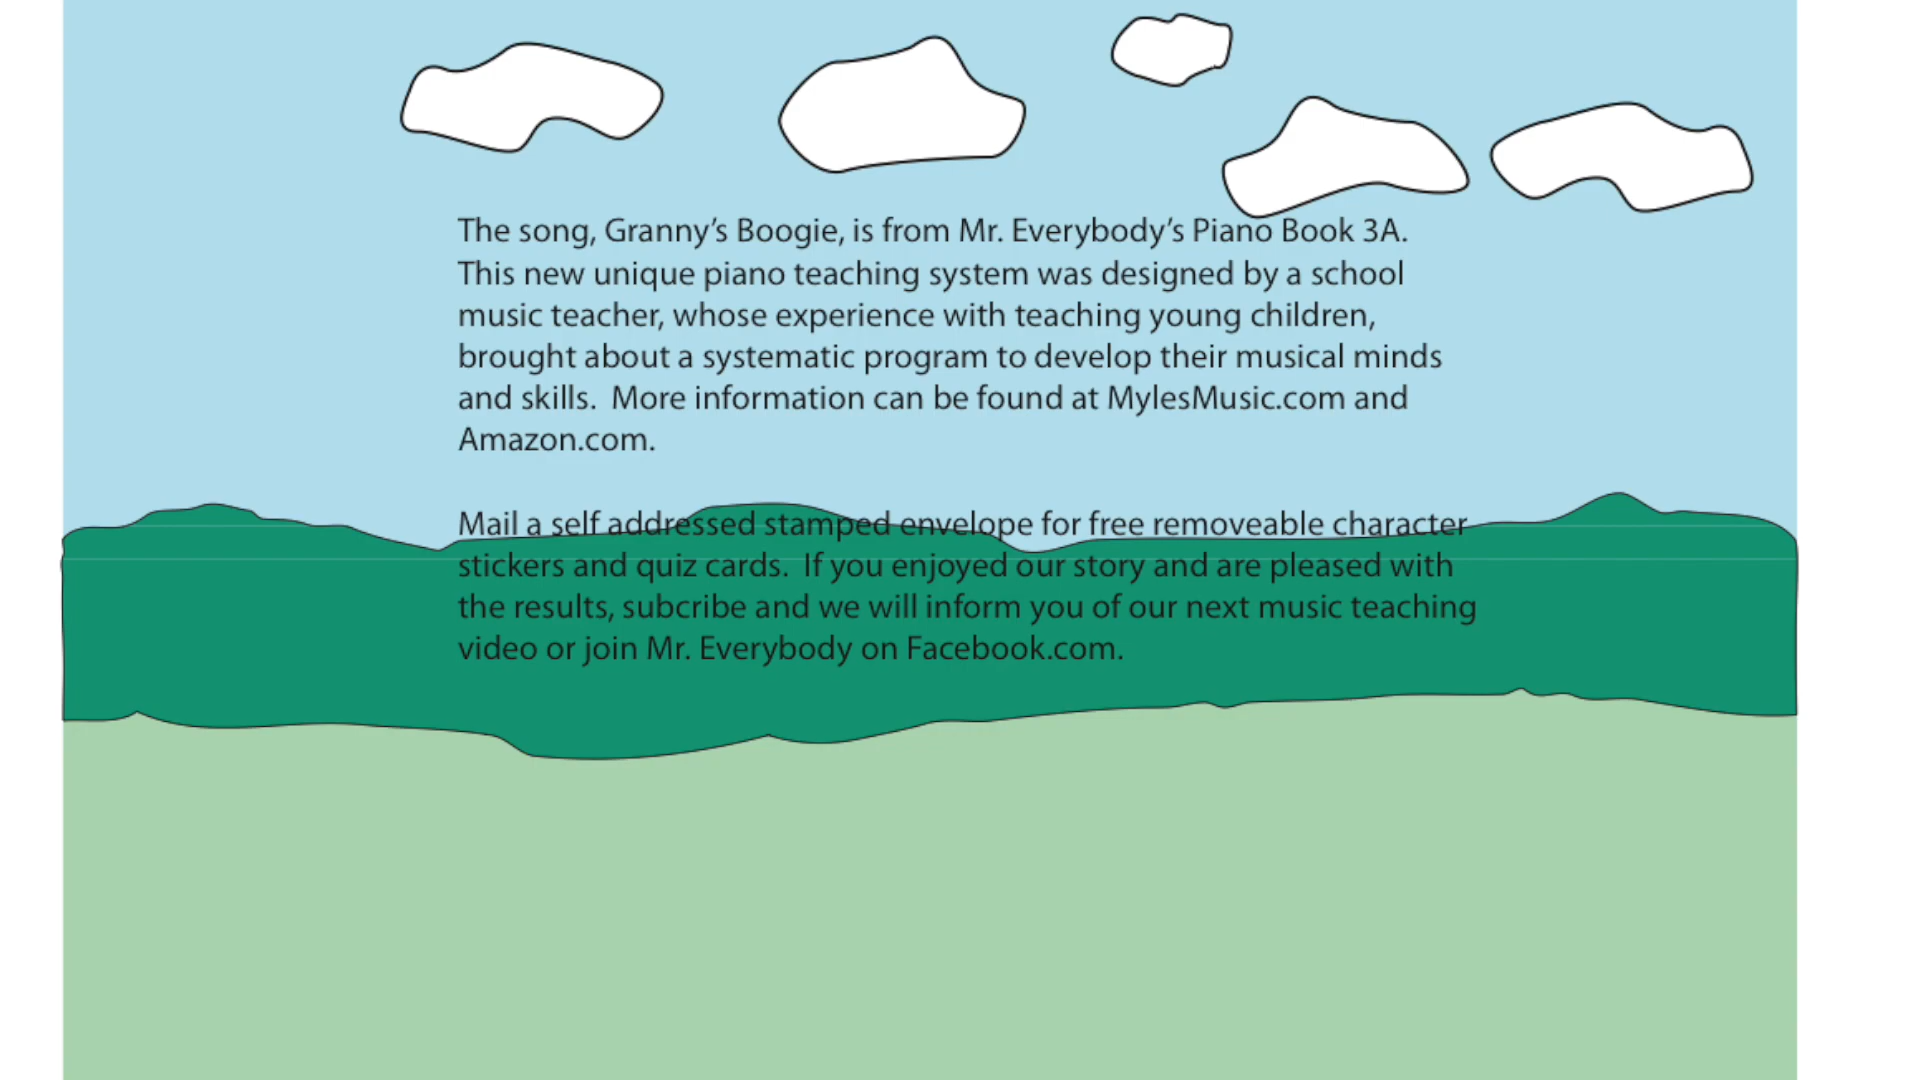 The song, Granny’s Boogie, is from Mr. Everybody’s Piano Book 3A.
This new unique piano teaching system was designed by a school
music teacher, whose experience with teaching young children,
brought about a systematic program to develop their musical minds
and skills.  More information can be found at MylesMusic.com and
Amazon.com.
Mail a self addressed stamped envelope for free removeable character
stickers and quiz cards.  If you enjoyed our story and are pleased with
the results, subcribe and we will inform you of our next music teaching
video or join Mr. Everybody on Facebook.com.